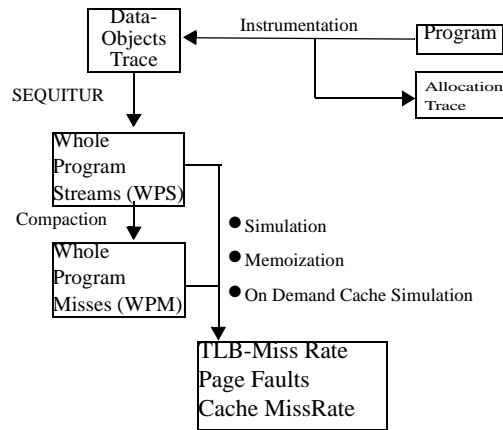 Data-
Objects
Trace
Instrumentation
Program
Allocation
Trace
SEQUITUR
Whole
Program
Streams (WPS)
Compaction
Whole
Program
Misses (WPM)
Simulation
Memoization
On Demand Cache Simulation
TLB-Miss Rate
Page Faults
Cache MissRate